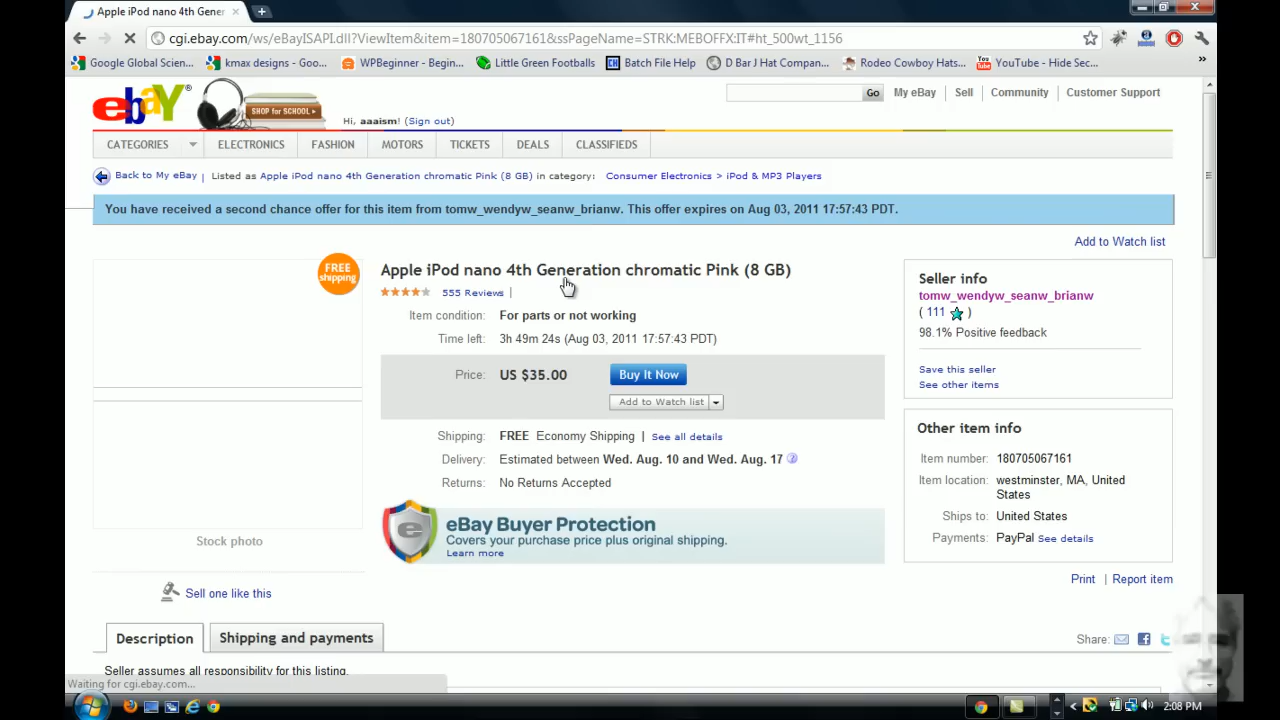 Apple iPod nano 4th Gener
cgi.ebay.com/ws/eBayISAPI.dll?ViewItem&item=180705067161&ssPageName=STRK:MEBOFFX:IT#ht_500wt_1156
Google Global Scien... kmax designs - Goo... WPBeginner - Begin... Little Green Footballs Batch File Help D Bar J Hat Compan... Rodeo Cowboy Hats... YouTube - Hide Sec... »
ebay SHOP for SCHOOL Go My eBay Sell Community Customer Support
Hi, aaaism! (Sign out)
CATEGORIES ELECTRONICS FASHION MOTORS TICKETS DEALS CLASSIFIEDS
Back to My eBay | Listed as Apple iPod nano 4th Generation chromatic Pink (8 GB) in category: Consumer Electronics > iPod & MP3 Players
You have received a second chance offer for this item from tomw_wendyw_seanw_brianw. This offer expires on Aug 03, 2011 17:57:43 PDT.
Add to Watch list
FREE shipping
Apple iPod nano 4th Generation chromatic Pink (8 GB)
555 Reviews |
Item condition: For parts or not working
Time left: 3h 49m 24s (Aug 03, 2011 17:57:43 PDT)
Price: US $35.00 Buy It Now
Add to Watch list
Shipping: FREE Economy Shipping | See all details
Delivery: Estimated between Wed. Aug. 10 and Wed. Aug. 17
Returns: No Returns Accepted
eBay Buyer Protection
Covers your purchase price plus original shipping.
Learn more
Stock photo
Sell one like this
Seller info
tomw_wendyw_seanw_brianw
( 111 )
98.1% Positive feedback
Save this seller
See other items
Other item info
Item number: 180705067161
Item location: westminster, MA, United
States
Ships to: United States
Payments: PayPal See details
Print | Report item
Description Shipping and payments
Share:
Seller assumes all responsibility for this listing.
Waiting for cgi.ebay.com...
2:08 PM